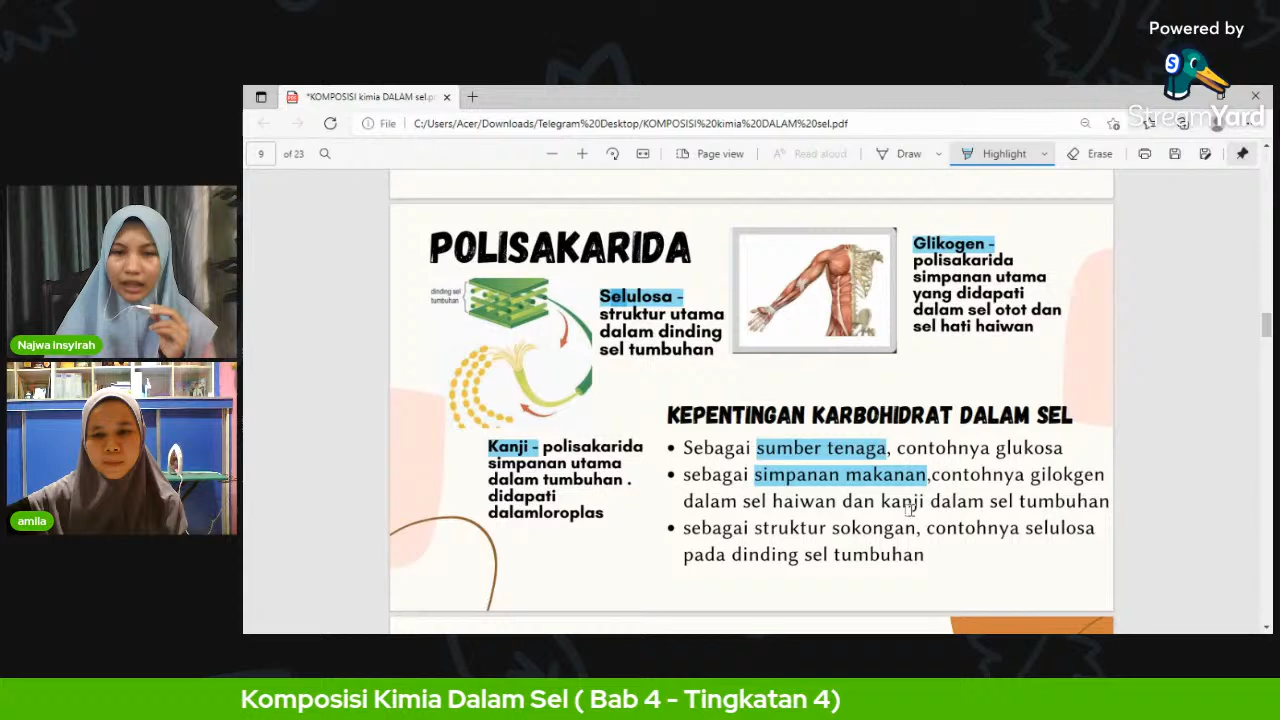 Powered by
S
StreamYard
*KOMPOSISI kimia DALAM sel.p
File
C:/Users/Acer/Downloads/Telegram%20Desktop/KOMPOSISI%20kimia%20DALAM%20sel.pdf
9 of 23
Page view
Read aloud
Draw
Highlight
Erase
POLISAKARIDA
dinding sel
tumbuhan
Selulosa -
struktur utama
dalam dinding
sel tumbuhan
Glikogen -
polisakarida
simpanan utama
yang didapati
dalam sel otot dan
sel hati haiwan
Kanji - polisakarida
simpanan utama
dalam tumbuhan .
didapati
dalamloroplas
KEPENTINGAN KARBOHIDRAT DALAM SEL
• Sebagai sumber tenaga, contohnya glukosa
• sebagai simpanan makanan,contohnya gilokgen
dalam sel haiwan dan kanji dalam sel tumbuhan
• sebagai struktur sokongan, contohnya selulosa
pada dinding sel tumbuhan
Najwa Insyirah
amila
Komposisi Kimia Dalam Sel ( Bab 4 - Tingkatan 4)